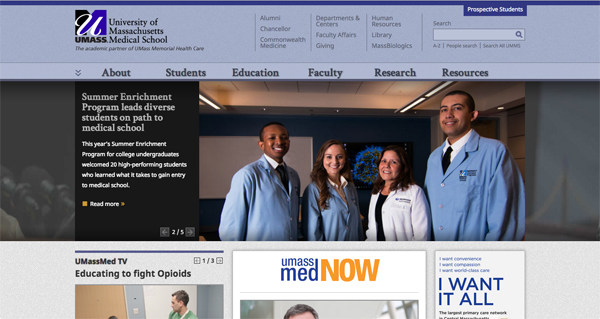 Prospective Students
University of
Massachusetts
UMASS. Medical School
The academic partner of UMass Memorial Health Care
Alumni
Chancellor
Commonwealth
Medicine
Departments &
Centers
Faculty Affairs
Giving
Human
Resources
Library
MassBiologics
Search
A-Z | People search | Search All UMMS
About
Students
Education
Faculty
Research
Resources
Summer Enrichment
Program leads diverse
students on path to
medical school
This year's Summer Enrichment
Program for college undergraduates
welcomed 20 high-performing students
who learned what it takes to gain entry
to medical school.
Read more »
2 / 5
UMassMed TV
1 / 3
Educating to fight Opioids
umass
medNOW
I want convenience
I want compassion
I want world-class care
I WANT
IT ALL
The largest primary care network
in Central Massachusetts